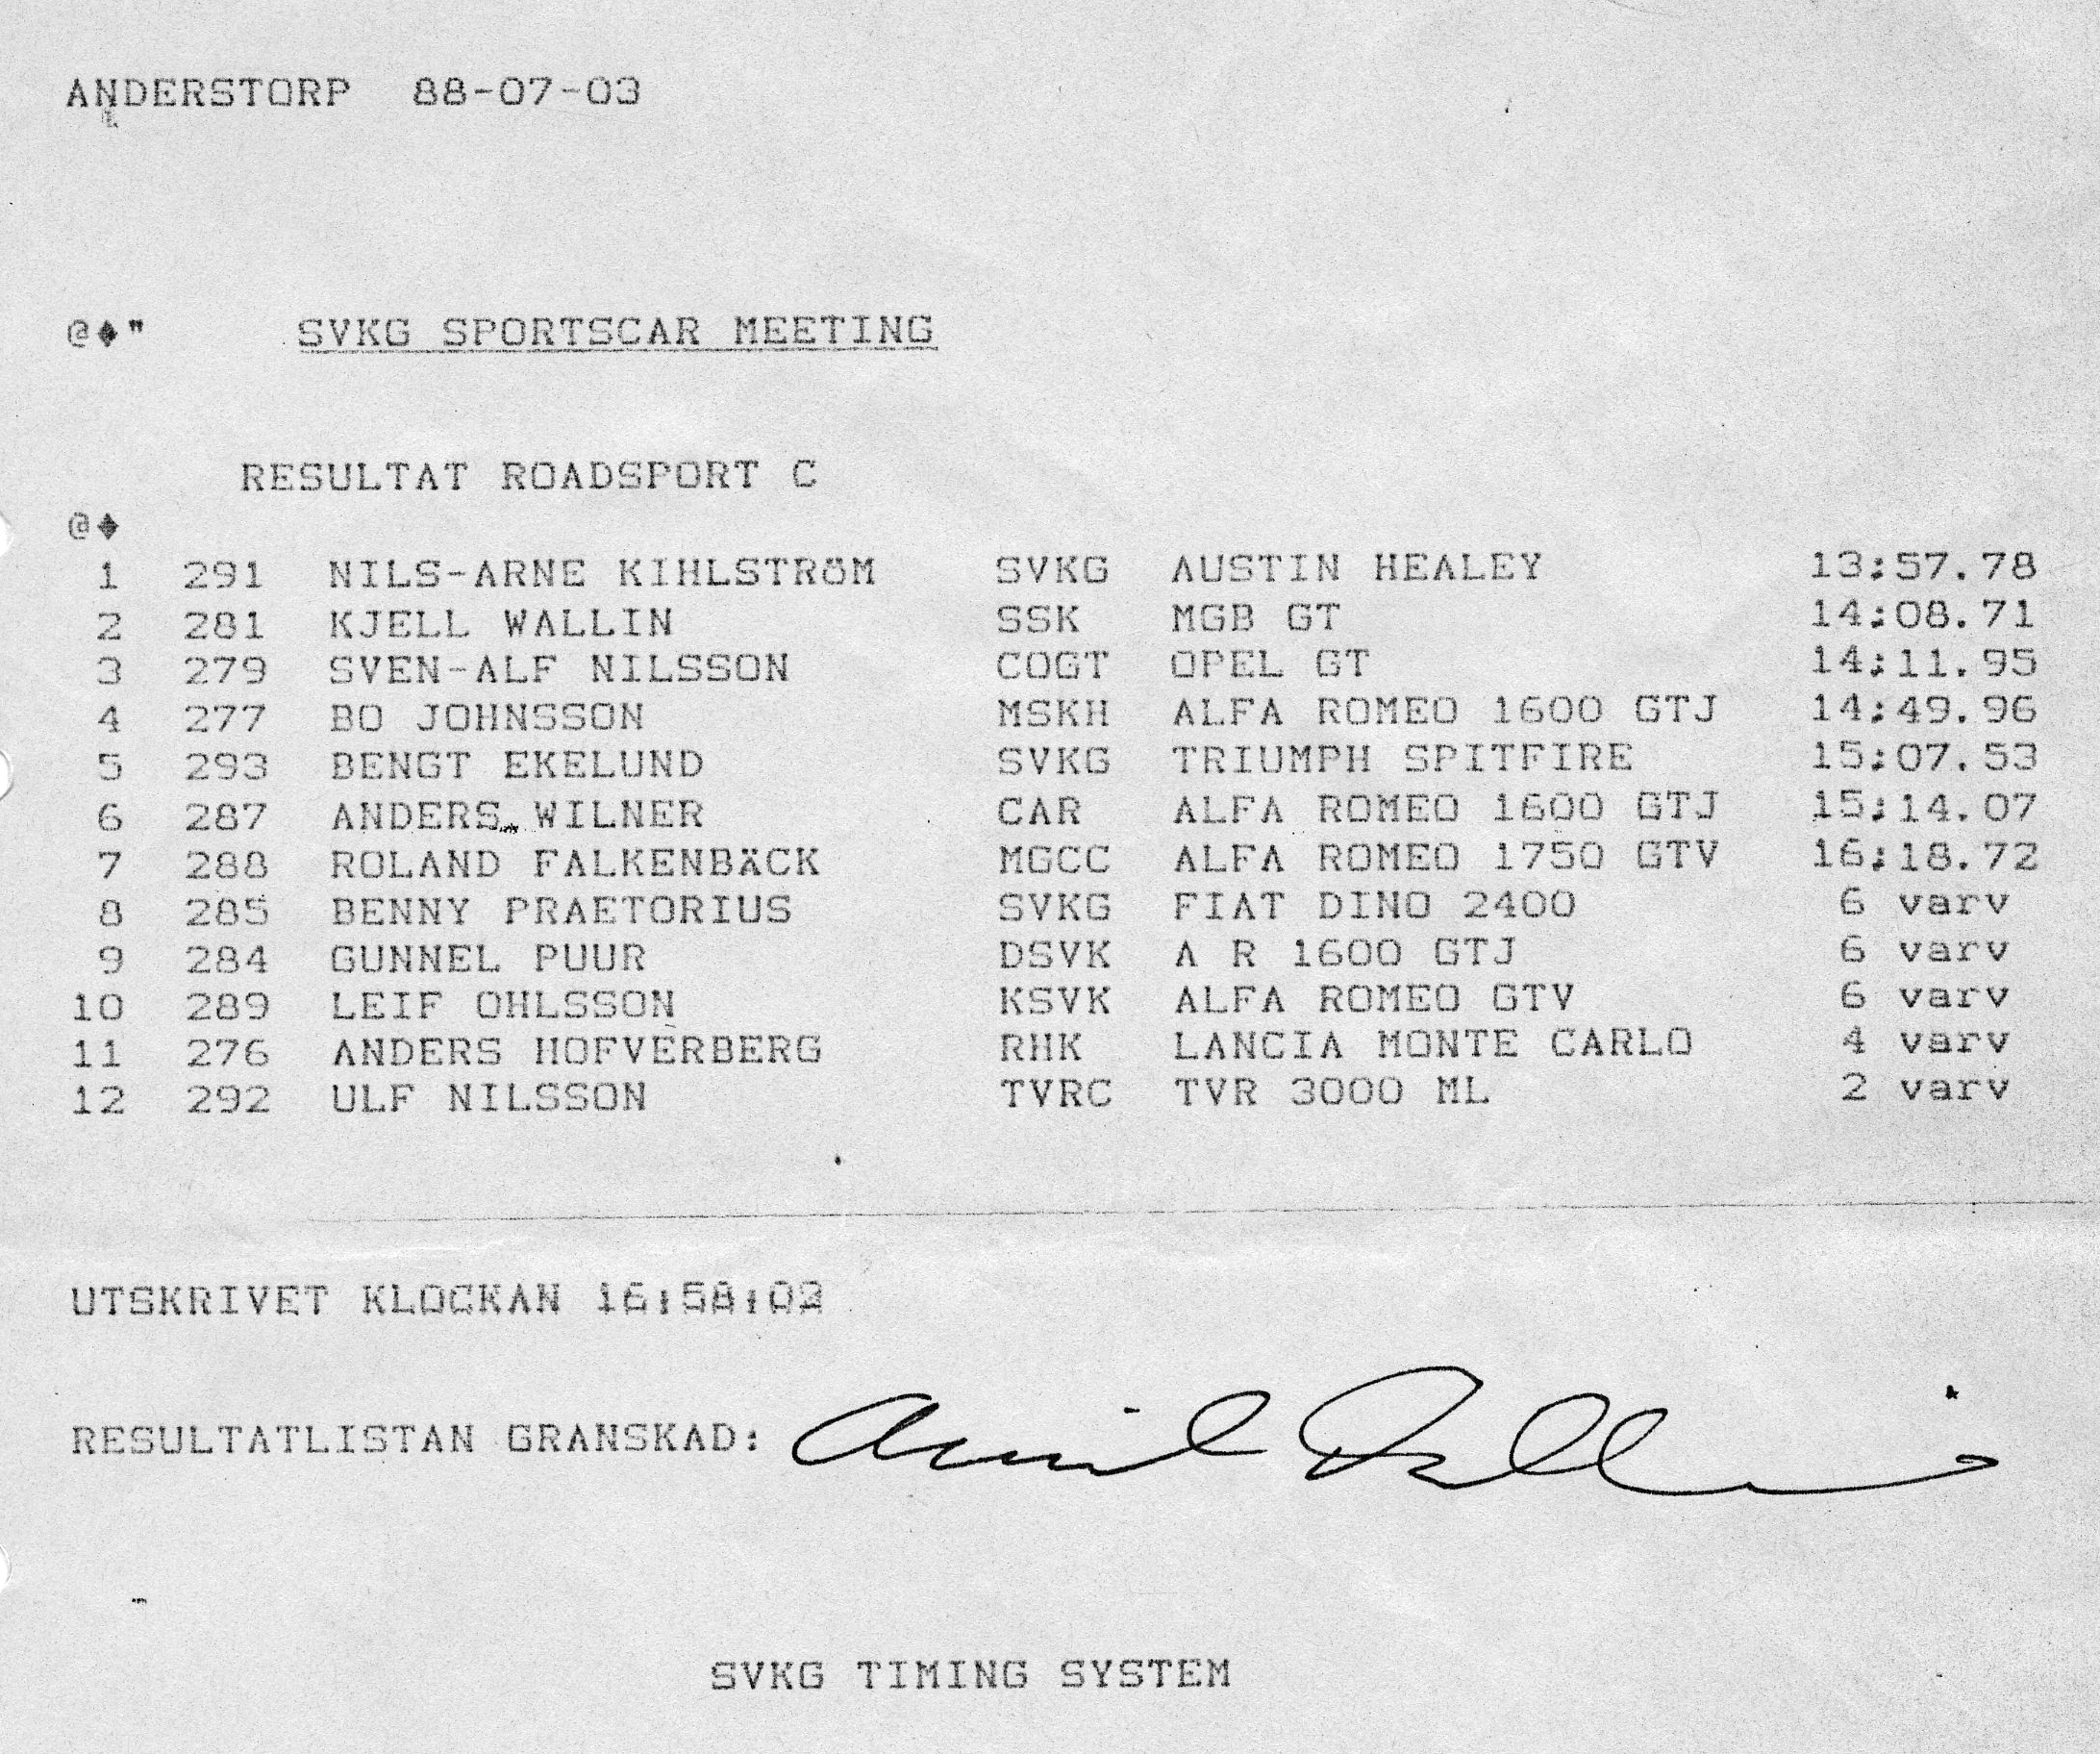 ANDERSTORP 88-07-03
@♦" SVKG SPORTSCAR MEETING
RESULTAT ROADSPORT C
@♦
1 291 NILS-ARNE KIHLSTRÖM SVKG AUSTIN HEALEY 13:57.78
2 281 KJELL WALLIN SSK MGB GT 14:08.71
3 279 SVEN-ALF NILSSON COGT OPEL GT 14:11.95
4 277 BO JOHNSSON MSKH ALFA ROMEO 1600 GTJ 14:49.96
5 293 BENGT EKELUND SVKG TRIUMPH SPITFIRE 15:07.53
6 287 ANDERS WILNER CAR ALFA ROMEO 1600 GTJ 15:14.07
7 288 ROLAND FALKENBÄCK MGCC ALFA ROMEO 1750 GTV 16:18.72
8 285 BENNY PRAETORIUS SVKG FIAT DINO 2400 6 varv
9 284 GUNNEL PUUR DSVK A R 1600 GTJ 6 varv
10 289 LEIF OHLSSON KSVK ALFA ROMEO GTV 6 varv
11 276 ANDERS HOFVERBERG RHK LANCIA MONTE CARLO 4 varv
12 292 ULF NILSSON TVRC TVR 3000 ML 2 varv
UTSKRIVET KLOCKAN
RESULTATLISTAN GRANSKAD:
SVKG TIMING SYSTEM